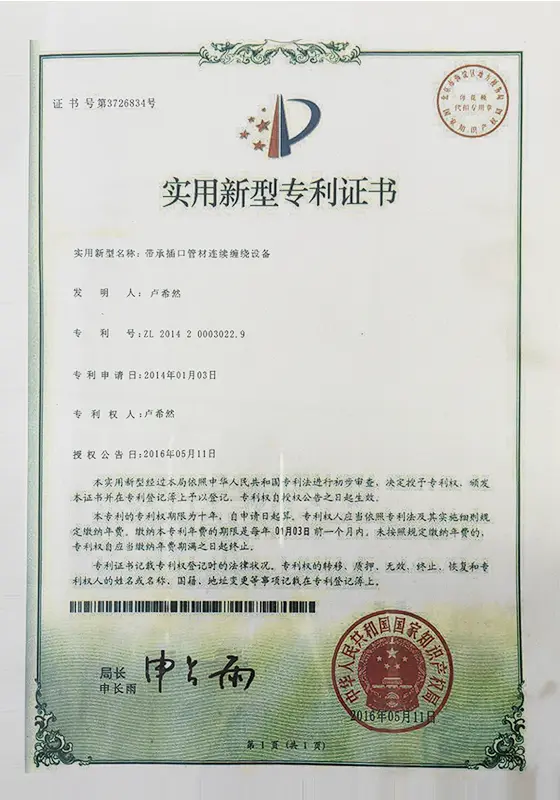 证 书 号第3726834号
印 花 税
代扣专用章
国家知识产权局
实用新型专利证书
实用新型名称：带承插口管材连续缠绕设备
发 明 人：卢希然
专 利 号：ZL 2014 2 0003022.9
专利申请日：2014年01月03日
专 利 权 人：卢希然
授权公告日：2016年05月11日
本实用新型经过本局依照中华人民共和国专利法进行初步审查，决定授予专利权，颁发
本证书并在专利登记簿上予以登记。专利权自授权公告之日起生效。
本专利的专利权期限为十年，自申请日起算。专利权人应当依照专利法及其实施细则规
定缴纳年费。缴纳本专利年费的期限是每年 01月03日 前一个月内。未按照规定缴纳年费的，
专利权自应当缴纳年费期满之日起终止。
专利证书记载专利权登记时的法律状况。专利权的转移、质押、无效、终止、恢复和专
利权人的姓名或名称、国籍、地址变更等事项记载在专利登记簿上。
局长
申长雨
申长雨
中华人民共和国国家知识产权局
2016年05月11日
第 1 页 (共 1 页)